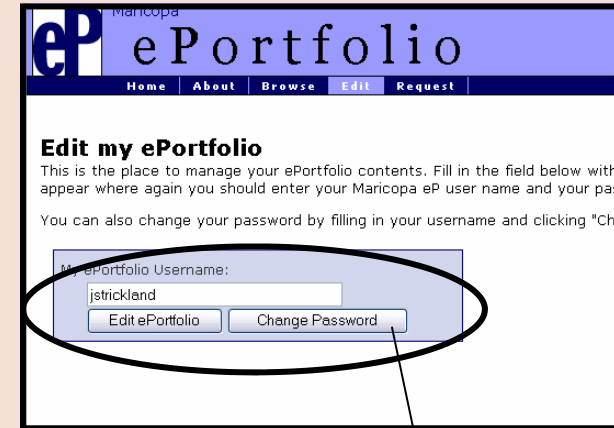 Maricopa
eP ePortfolio
Home About Browse Edit Request
Edit my ePortfolio
This is the place to manage your ePortfolio contents. Fill in the field below with
appear where again you should enter your Maricopa eP user name and your
You can also change your password by filling in your username and clicking
My ePortfolio Username:
jstrickland
Edit ePortfolio Change Password